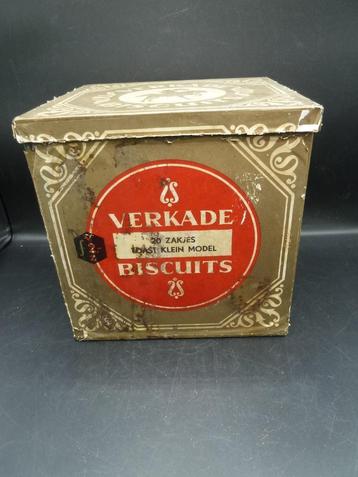 VERKADE
20 ZAKJES
TOAST KLEIN MODEL
BISCUITS